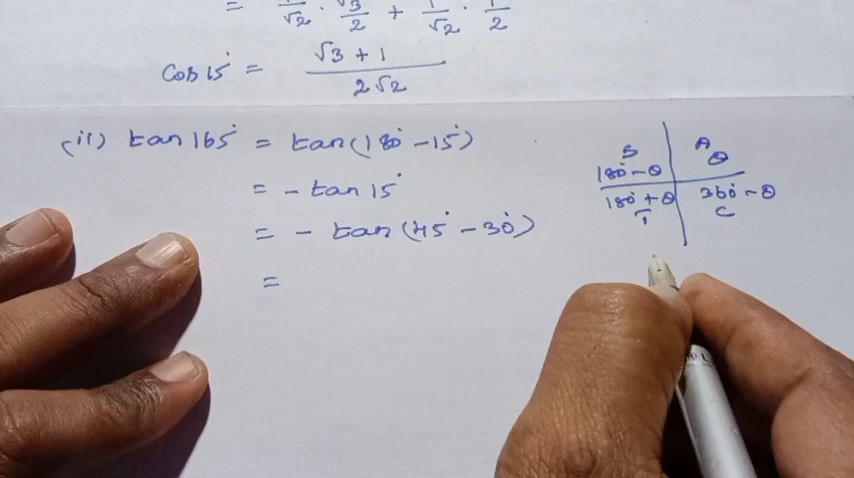 = 1/√2 · √3/2 + 1/√2 · 1/2
cos 15° = (√3 + 1)/(2√2)
(ii) tan 165° = tan(180° - 15°)
= - tan 15°
= - tan(45° - 30°)
=
S A
180° - θ θ
180° + θ 360° - θ
T C